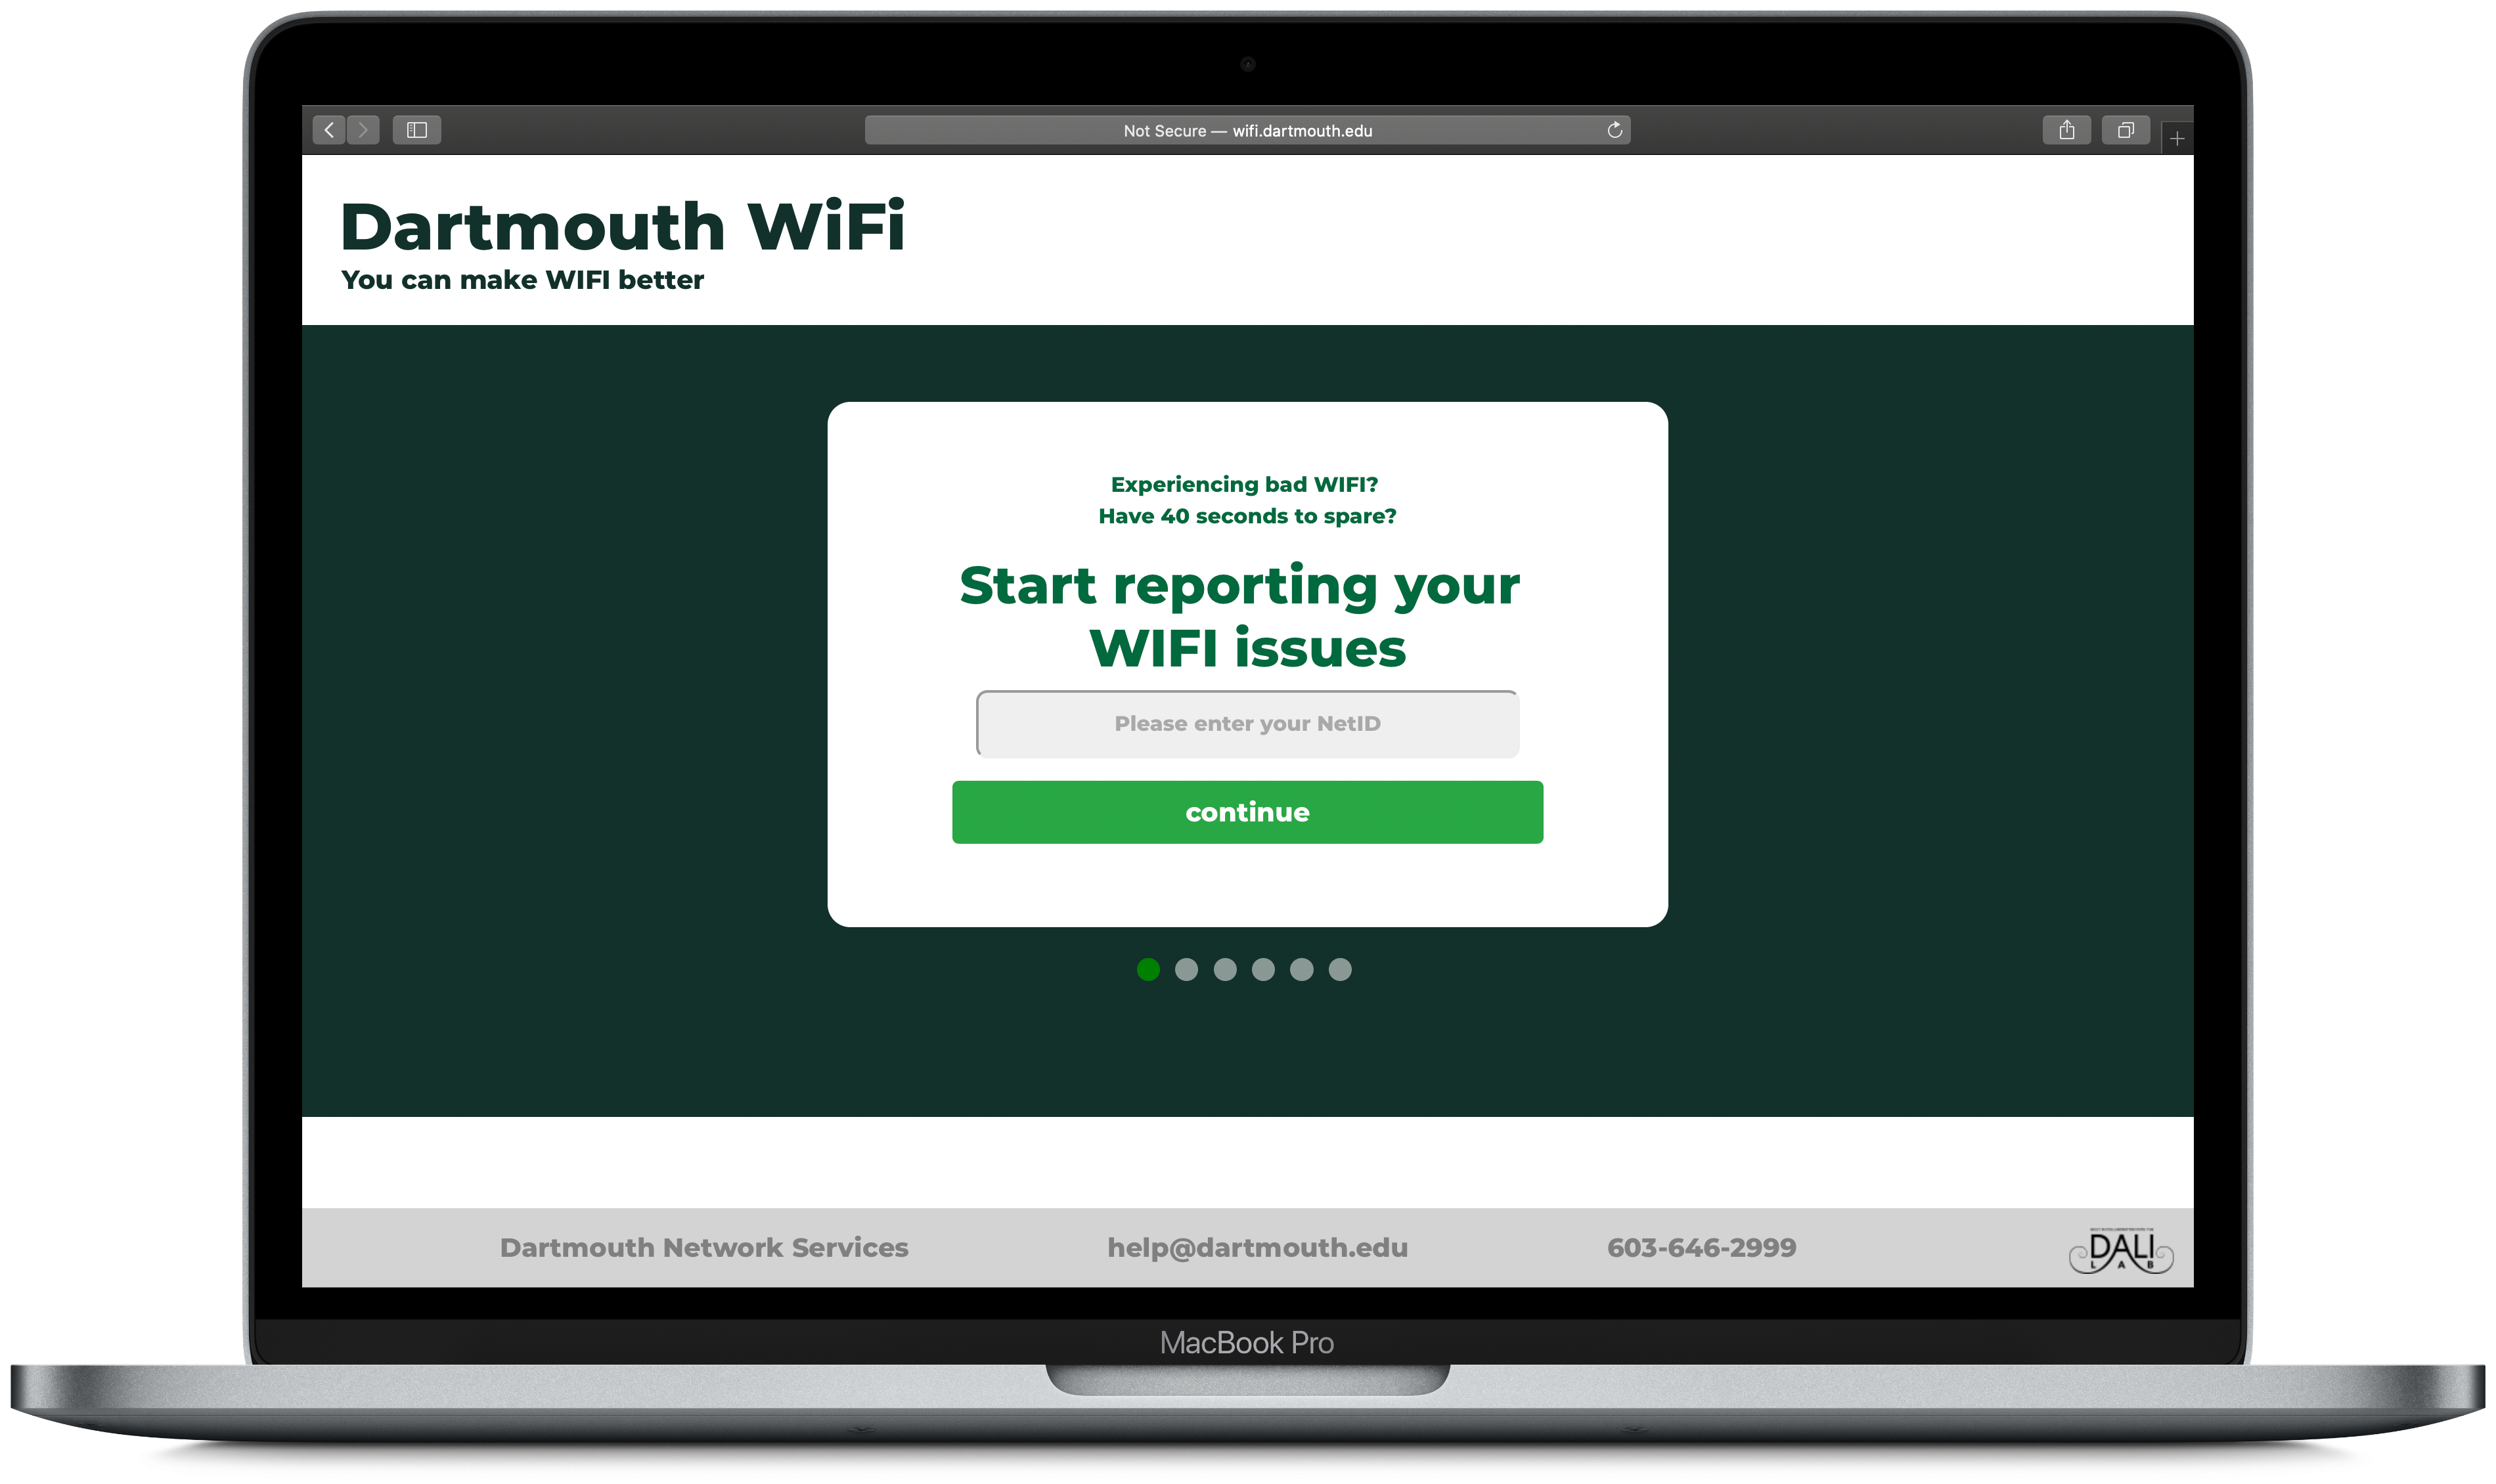 Not Secure — wifi.dartmouth.edu
Dartmouth WiFi
You can make WIFI better
Experiencing bad WIFI?
Have 40 seconds to spare?
Start reporting your
WIFI issues
Please enter your NetID
continue
Dartmouth Network Services
help@dartmouth.edu
603-646-2999
DALI
LAB
MacBook Pro